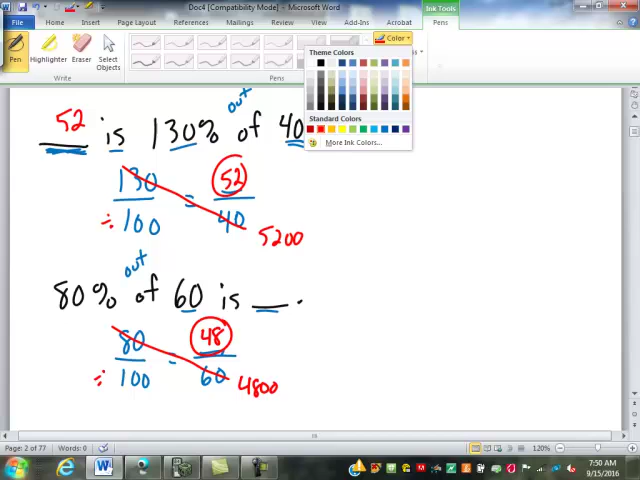 Doc4 [Compatibility Mode] - Microsoft Word
Ink Tools
File Home Insert Page Layout References Mailings Review View Acrobat Pens
Pen Highlighter Eraser Select Objects
Write
Pens
Color
Theme Colors
Standard Colors
More Ink Colors...
out
52 is 130% of 40
130 = 52
÷ 100 40
5200
out
80% of 60 is __.
80 = 48
÷ 100 60 4800
Page: 2 of 77 Words: 0 120%
7:50 AM
9/15/2016